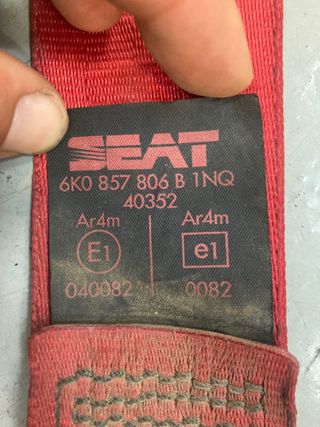 SEAT
6K0 857 806 B 1NQ
40352
Ar4m Ar4m
E1 e1
040082 0082